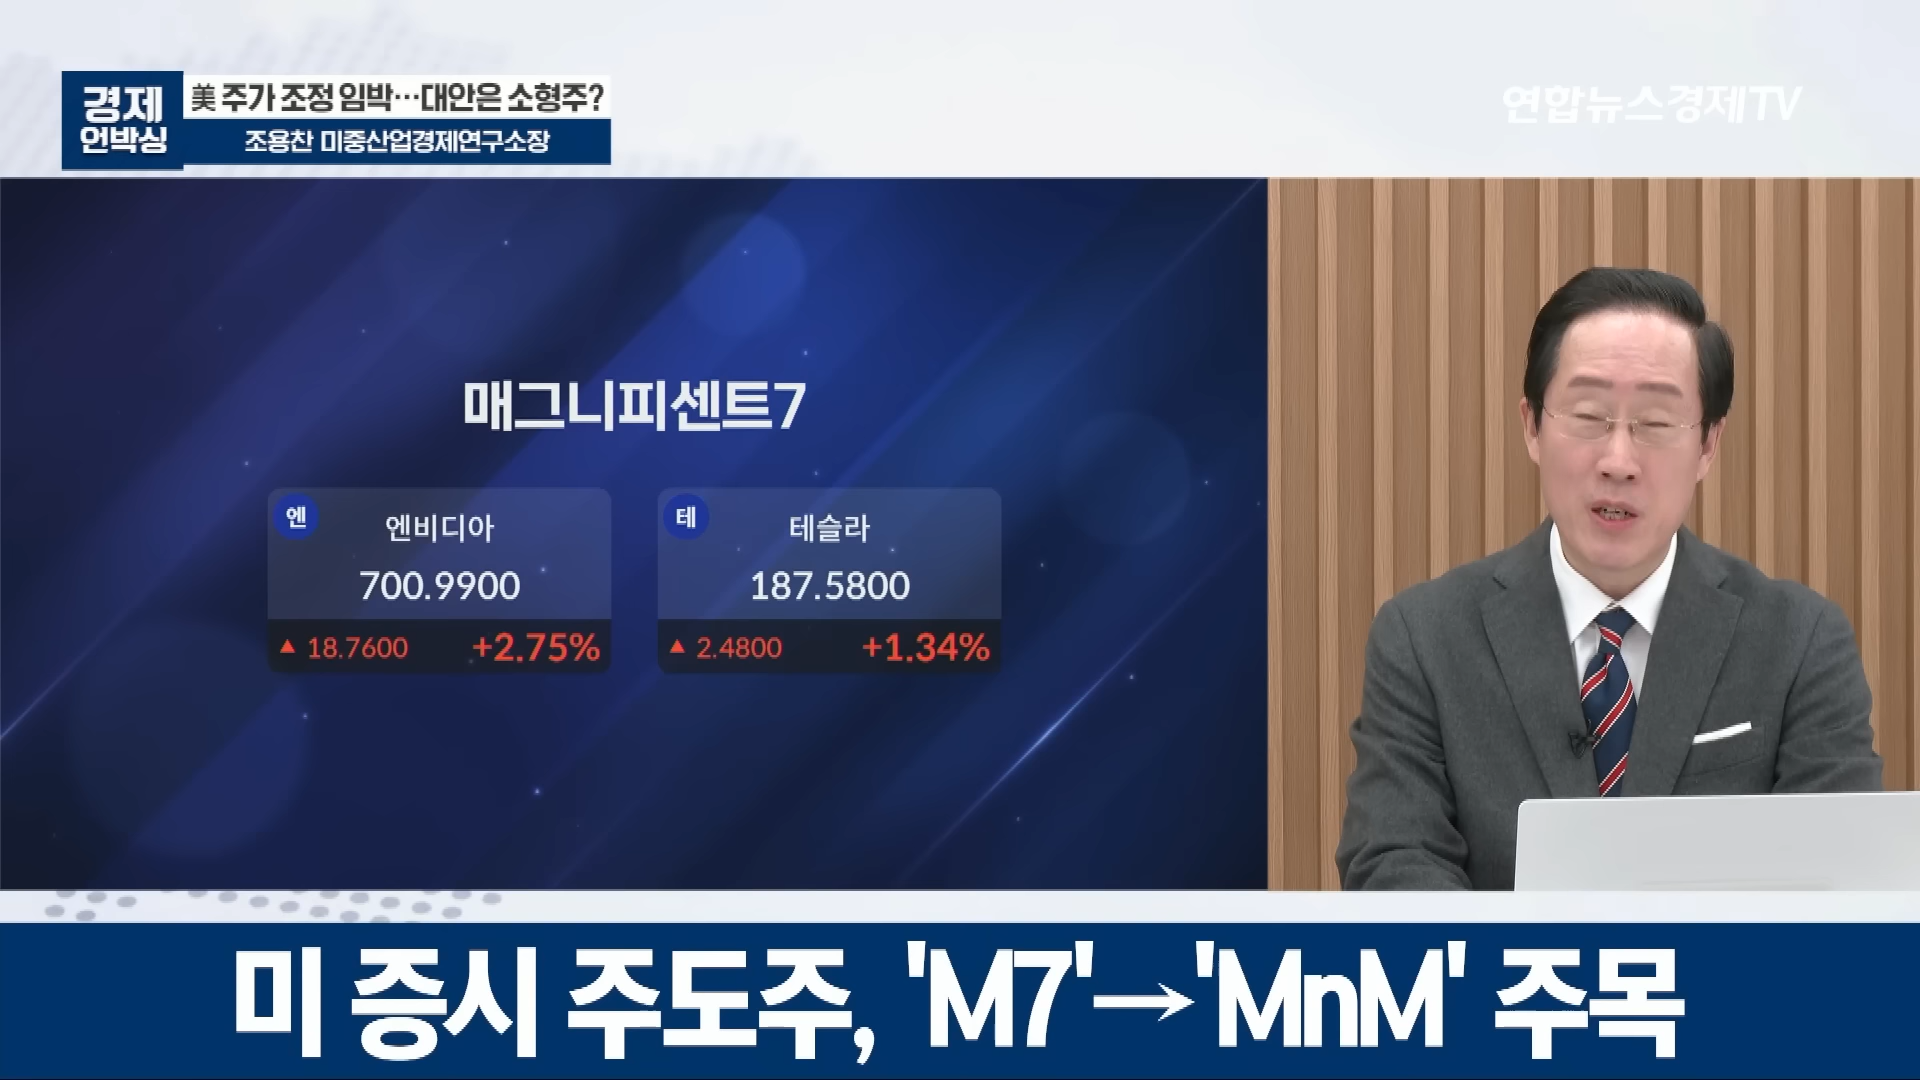 경제
언박싱
美 주가 조정 임박…대안은 소형주?
조용찬 미중산업경제연구소장
연합뉴스경제TV
매그니피센트7
엔
엔비디아
700.9900
▲ 18.7600 +2.75%
테
테슬라
187.5800
▲ 2.4800 +1.34%
미 증시 주도주, 'M7'→'MnM' 주목